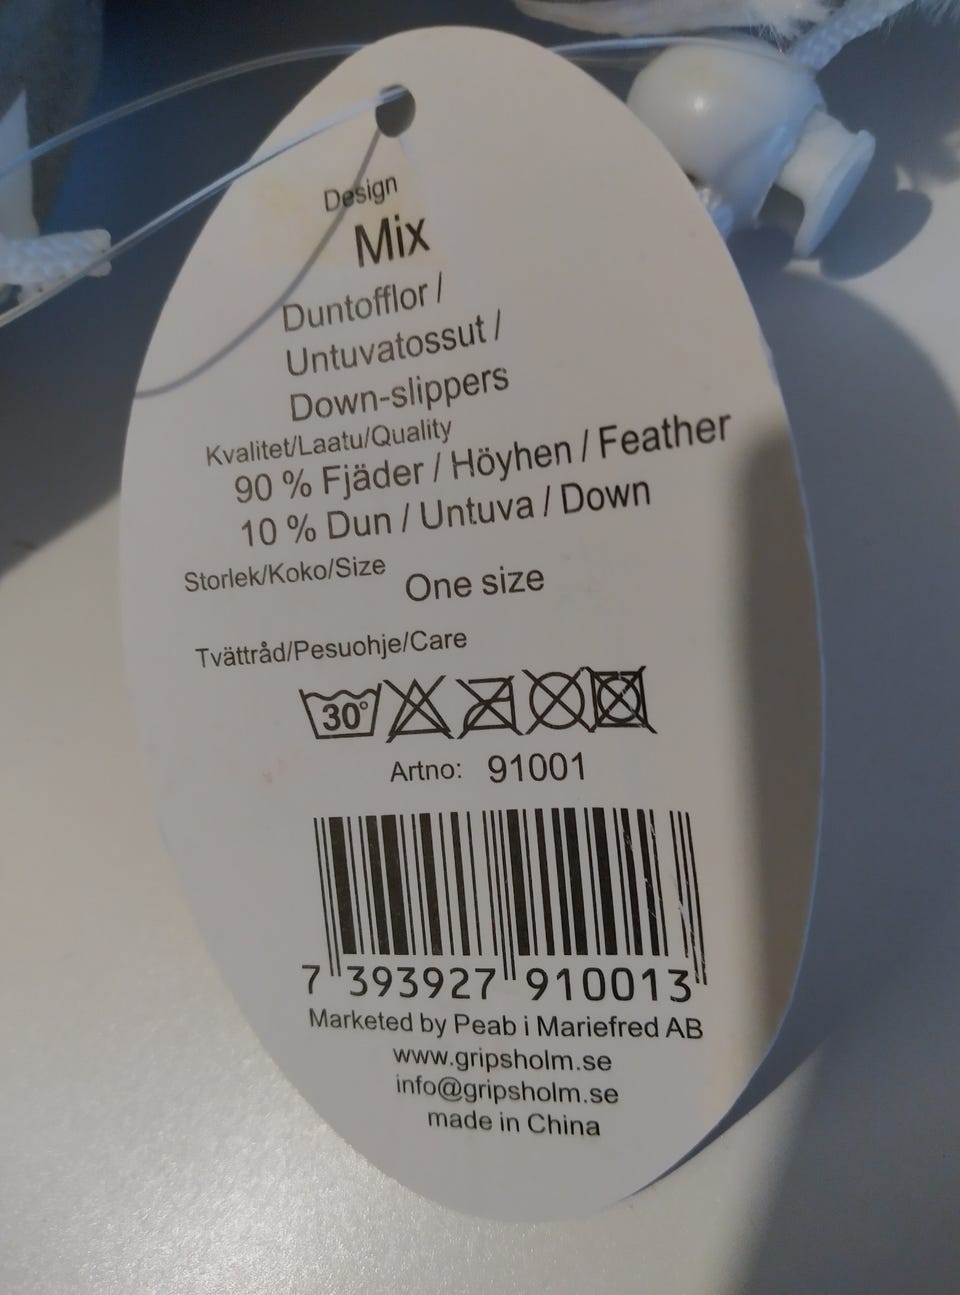 Design
Mix
Duntofflor /
Untuvatossut /
Down-slippers
Kvalitet/Laatu/Quality
90 % Fjäder / Höyhen / Feather
10 % Dun / Untuva / Down
Storlek/Koko/Size One size
Tvättråd/Pesuohje/Care
30°
Artno: 91001
7 393927 910013
Marketed by Peab i Mariefred AB
www.gripsholm.se
info@gripsholm.se
made in China